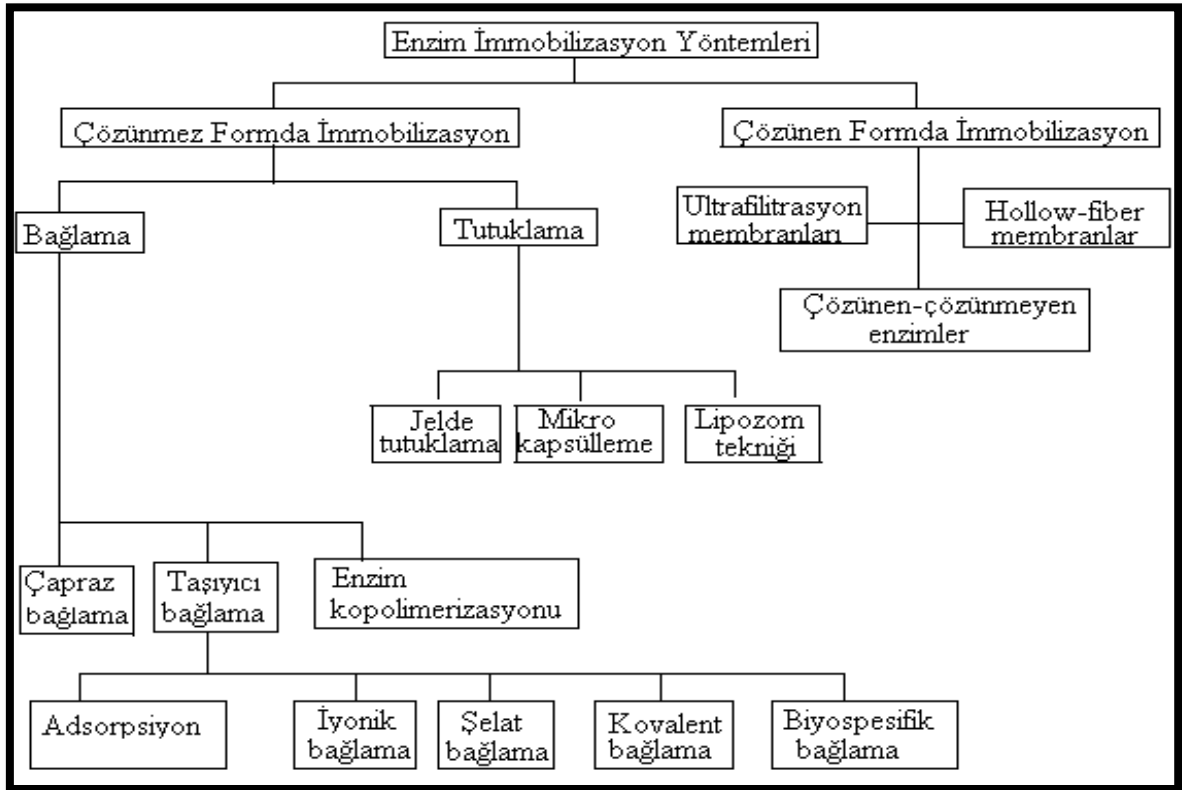 Enzim İmmobilizasyon Yöntemleri
Çözünmez Formda İmmobilizasyon
Çözünen Formda İmmobilizasyon
Bağlama
Tutuklama
Ultrafilitrasyon
membranları
Hollow-fiber
membranlar
Çözünen-çözünmeyen
enzimler
Jelde
tutuklama
Mikro
kapsülleme
Lipozom
tekniği
Çapraz
bağlama
Taşıyıcı
bağlama
Enzim
kopolimerizasyonu
Adsorpsiyon
İyonik
bağlama
Şelat
bağlama
Kovalent
bağlama
Biyospesifik
bağlama